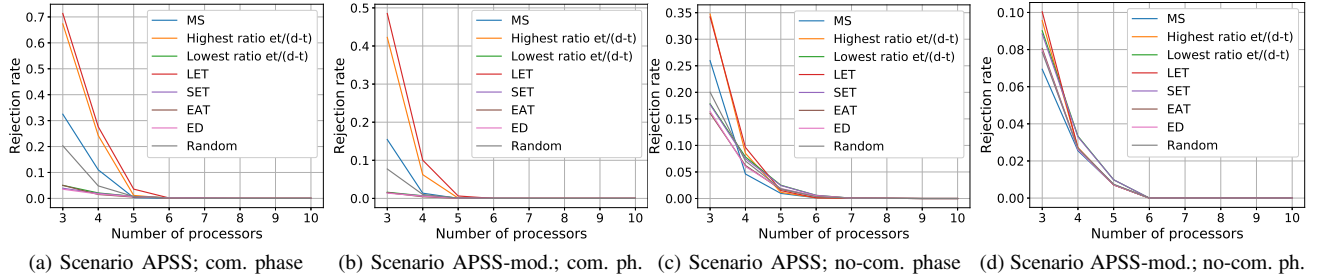 0.7
0.6
0.5
0.4
0.3
0.2
0.1
0.0
Rejection rate
MS
Highest ratio et/(d-t)
Lowest ratio et/(d-t)
LET
SET
EAT
ED
Random
3 4 5 6 7 8 9 10
Number of processors
(a) Scenario APSS; com. phase
0.5
0.4
0.3
0.2
0.1
0.0
Rejection rate
MS
Highest ratio et/(d-t)
Lowest ratio et/(d-t)
LET
SET
EAT
ED
Random
3 4 5 6 7 8 9 10
Number of processors
(b) Scenario APSS-mod.; com. ph.
0.35
0.30
0.25
0.20
0.15
0.10
0.05
0.00
Rejection rate
MS
Highest ratio et/(d-t)
Lowest ratio et/(d-t)
LET
SET
EAT
ED
Random
3 4 5 6 7 8 9 10
Number of processors
(c) Scenario APSS; no-com. phase
0.10
0.08
0.06
0.04
0.02
0.00
Rejection rate
MS
Highest ratio et/(d-t)
Lowest ratio et/(d-t)
LET
SET
EAT
ED
Random
3 4 5 6 7 8 9 10
Number of processors
(d) Scenario APSS-mod.; no-com. ph.